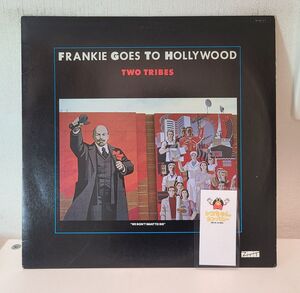 FRANKIE GOES TO HOLLYWOOD
TWO TRIBES
"WE DON'T WANT TO DIE"